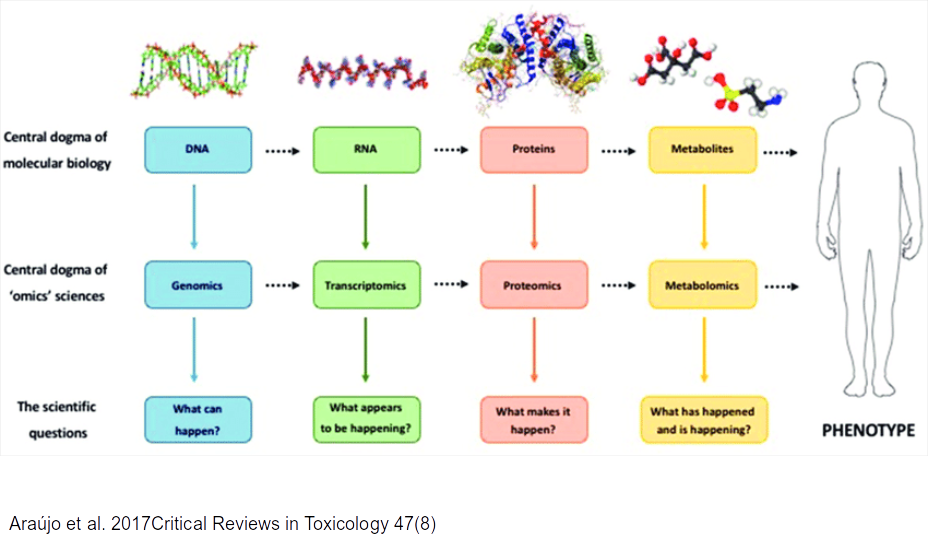 Central dogma of
molecular biology
DNA
RNA
Proteins
Metabolites
Central dogma of
‘omics’ sciences
Genomics
Transcriptomics
Proteomics
Metabolomics
The scientific
questions
What can
happen?
What appears
to be happening?
What makes it
happen?
What has happened
and is happening?
PHENOTYPE
Araújo et al. 2017Critical Reviews in Toxicology 47(8)